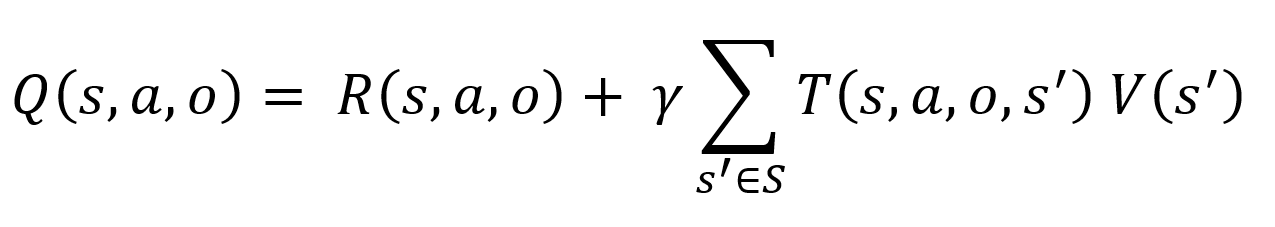 Q(s, a, o) = R(s, a, o) + γ ∑ T(s, a, o, s′) V(s′)
s′∈S